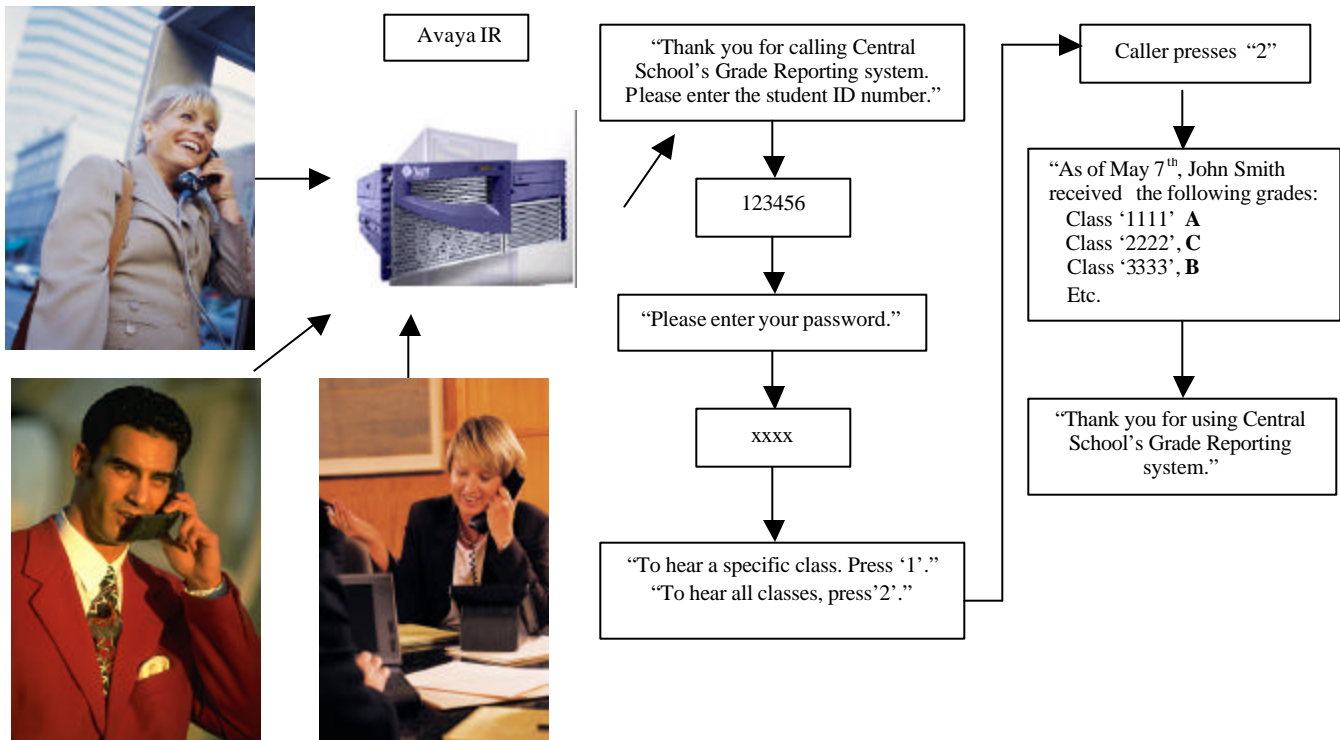 Avaya IR
“Thank you for calling Central
School’s Grade Reporting system.
Please enter the student ID number.”
123456
“Please enter your password.”
xxxx
“To hear a specific class. Press ‘1’.”
“To hear all classes, press’2’.”
Caller presses “2”
“As of May 7th, John Smith
received the following grades:
Class ‘1111’ A
Class ‘2222’, C
Class ‘3333’, B
Etc.
“Thank you for using Central
School’s Grade Reporting
system.”